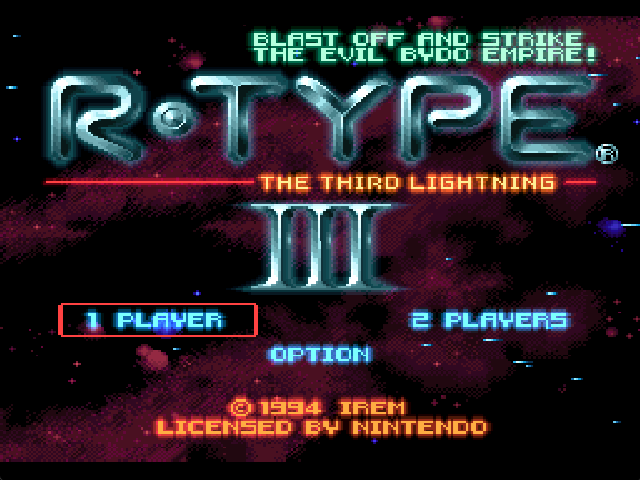 BLAST OFF AND STRIKE
THE EVIL BYDO EMPIRE!
R·TYPE®
THE THIRD LIGHTNING
III
1 PLAYER 2 PLAYERS
OPTION
©1994 IREM
LICENSED BY NINTENDO